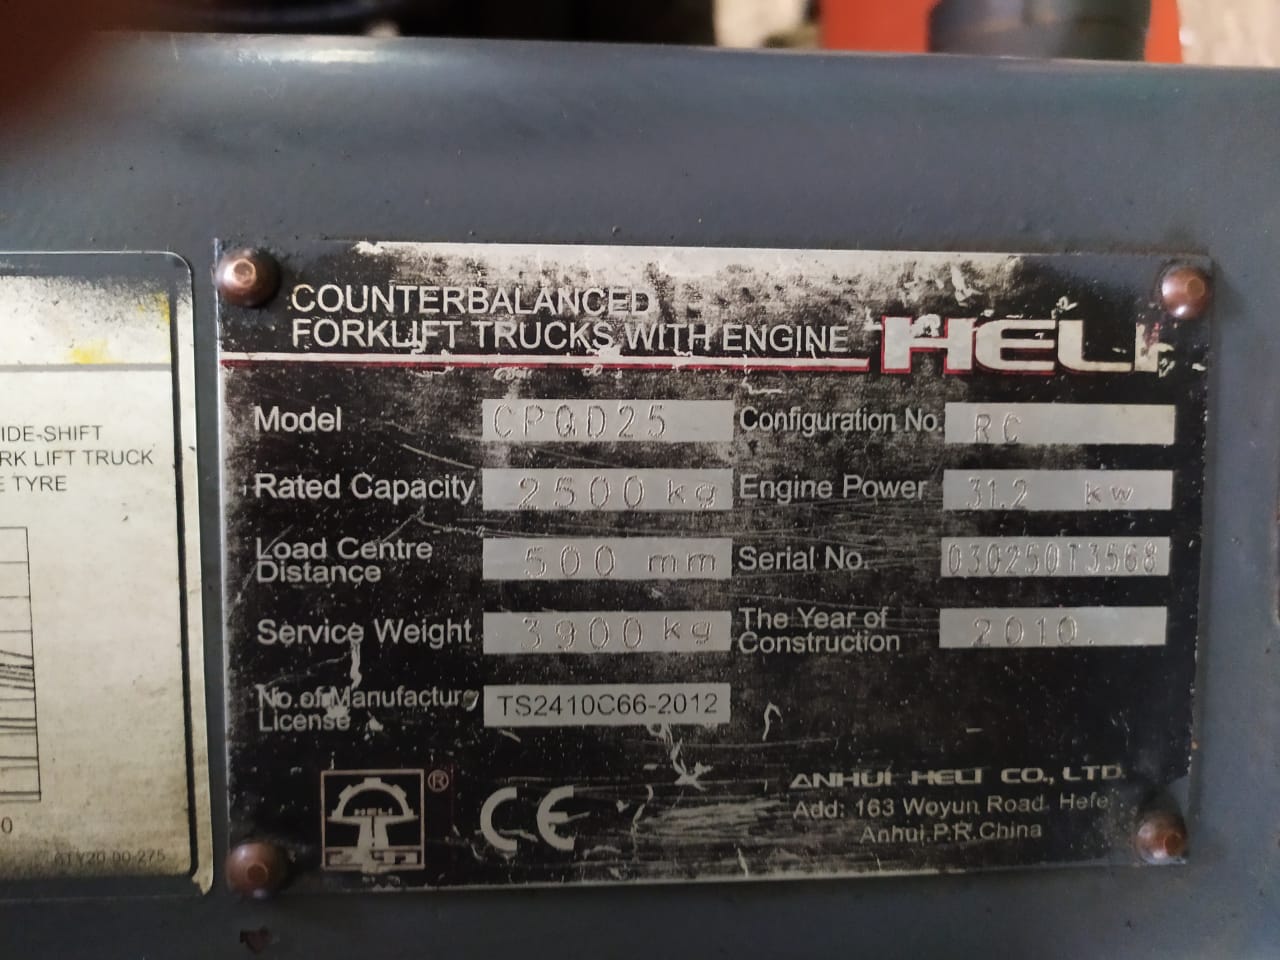 IDE-SHIFT
RK LIFT TRUCK
E TYRE
0
COUNTERBALANCED
FORKLIFT TRUCKS WITH ENGINE
HELI
Model CPQD25
Configuration No. RC
Rated Capacity 2500 kg
Engine Power 31.2 kw
Load Centre
Distance 500 mm
Serial No. 030250T3568
Service Weight 3900 kg
The Year of
Construction 2010.
No. of Manufacture
License TS2410C66-2012
HELI
®
CE
ANHUI HELI CO., LTD.
Add: 163 Woyun Road. Hefei.
Anhui.P.R.China